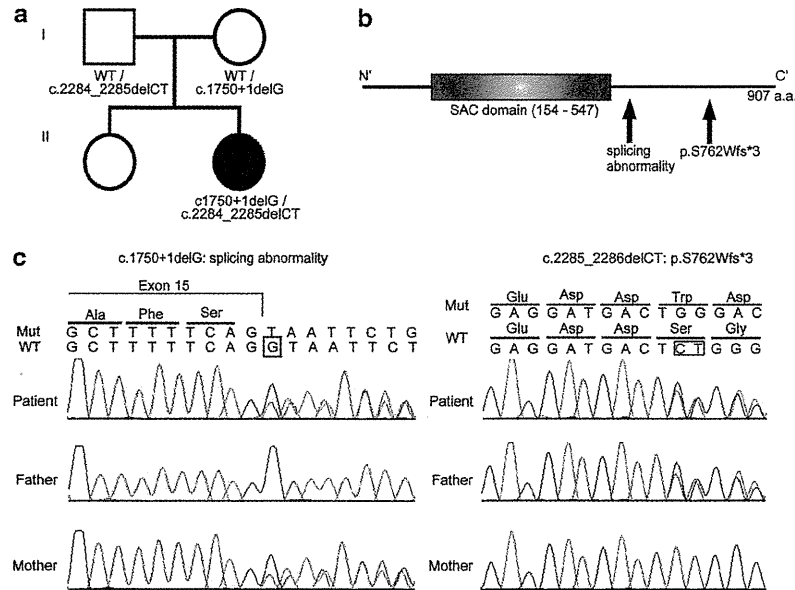 a
I
WT /
c.2284_2285delCT
WT /
c.1750+1delG
II
c1750+1delG /
c.2284_2285delCT
b
N'
C'
907 a.a.
SAC domain (154 - 547)
splicing
abnormality
p.S762Wfs*3
c
c.1750+1delG: splicing abnormality
Exon 15
Ala Phe Ser
Mut G C T T T T T C A G T A A T T C T G
WT G C T T T T T C A G G T A A T T C T
Patient
Father
Mother
c.2285_2286delCT: p.S762Wfs*3
Glu Asp Asp Trp Asp
Mut G A G G A T G A C T G G G A C
Glu Asp Asp Ser Gly
WT G A G G A T G A C T C T G G G
Patient
Father
Mother